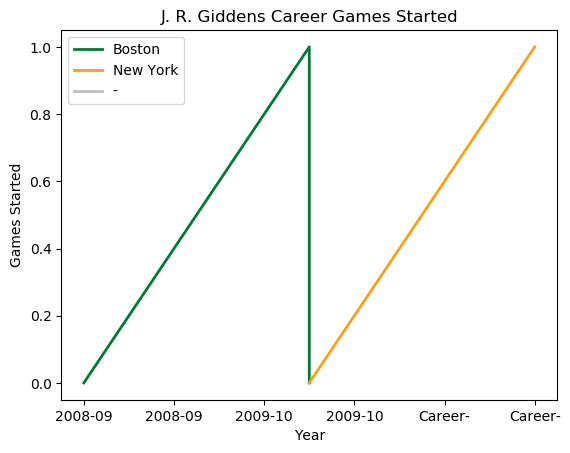 J. R. Giddens Career Games Started
Boston
New York
-
Games Started
1.0
0.8
0.6
0.4
0.2
0.0
2008-09 2008-09 2009-10 2009-10 Career- Career-
Year